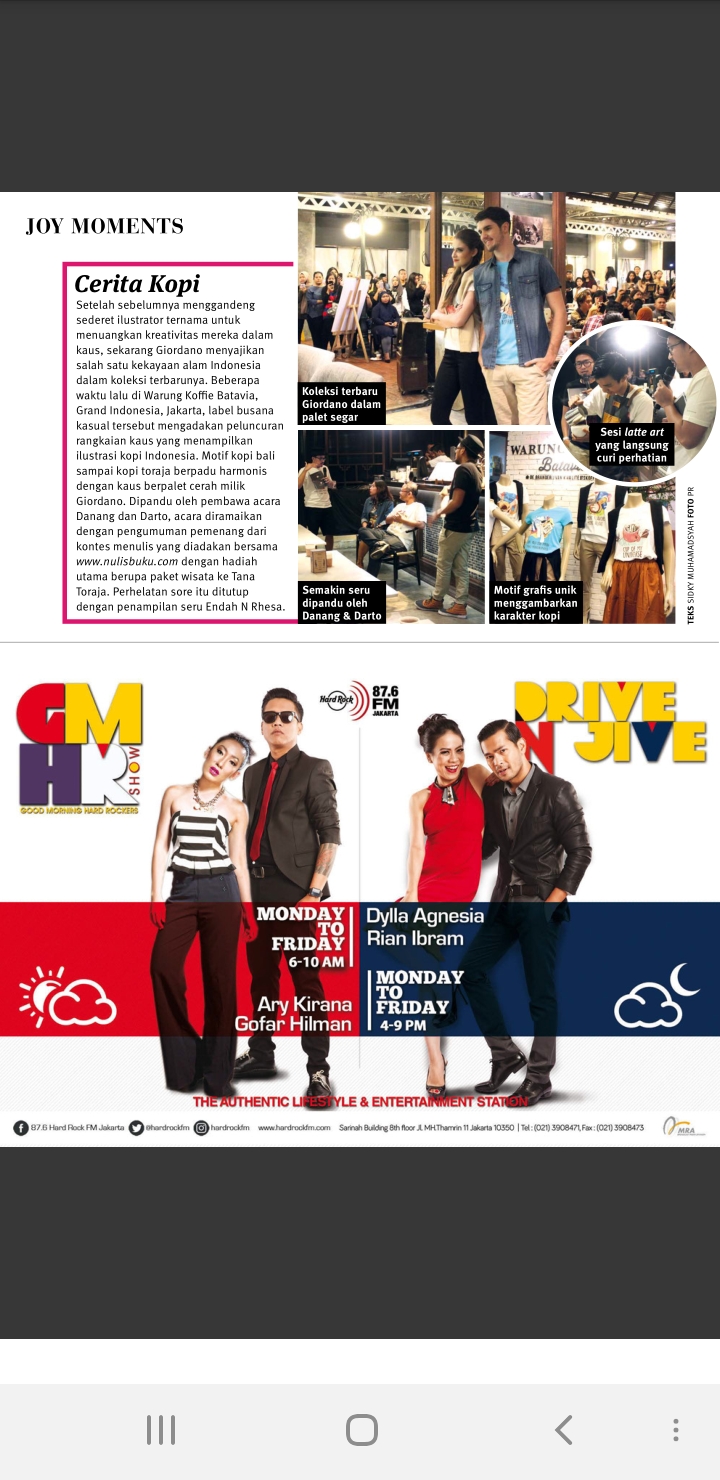 JOY MOMENTS
Cerita Kopi
Setelah sebelumnya menggandeng
sederet ilustrator ternama untuk
menuangkan kreativitas mereka dalam
kaus, sekarang Giordano menyajikan
salah satu kekayaan alam Indonesia
dalam koleksi terbarunya. Beberapa
waktu lalu di Warung Koffie Batavia,
Grand Indonesia, Jakarta, label busana
kasual tersebut mengadakan peluncuran
rangkaian kaus yang menampilkan
ilustrasi kopi Indonesia. Motif kopi bali
sampai kopi toraja berpadu harmonis
dengan kaus berpalet cerah milik
Giordano. Dipandu oleh pembawa acara
Danang dan Darto, acara diramaikan
dengan pengumuman pemenang dari
kontes menulis yang diadakan bersama
www.nulisbuku.com dengan hadiah
utama berupa paket wisata ke Tana
Toraja. Perhelatan sore itu ditutup
dengan penampilan seru Endah N Rhesa.
Koleksi terbaru
Giordano dalam
palet segar
Sesi latte art
yang langsung
curi perhatian
Semakin seru
dipandu oleh
Danang & Darto
WARUNG
Batavia
Motif grafis unik
menggambarkan
karakter kopi
TEKS SIDKY MUHAMADSYAH FOTO PR
GM
HR
SHOW
GOOD MORNING HARD ROCKERS
Hard Rock
87.6
FM
JAKARTA
DRIVE
N JIVE
MONDAY
TO
FRIDAY
6-10 AM
Ary Kirana
Gofar Hilman
Dylla Agnesia
Rian Ibram
MONDAY
TO
FRIDAY
4-9 PM
THE AUTHENTIC LIFESTYLE & ENTERTAINMENT STATION
87.6 Hard Rock FM Jakarta @hardrockfm hardrockfm www.hardrockfm.com Sarinah Building 8th floor Jl. MH.Thamrin 11 Jakarta 10350 | Tel : (021) 3908471, Fax : (021) 3908473
MRA